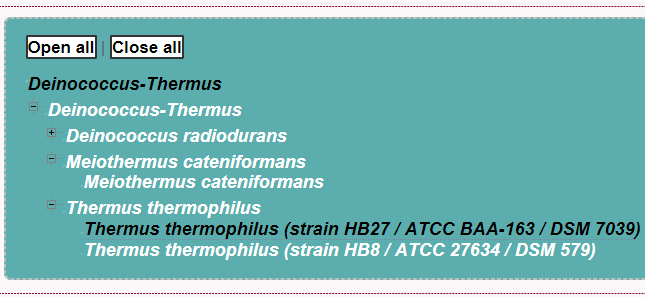 Open all | Close all
Deinococcus-Thermus
Deinococcus-Thermus
Deinococcus radiodurans
Meiothermus cateniformans
Meiothermus cateniformans
Thermus thermophilus
Thermus thermophilus (strain HB27 / ATCC BAA-163 / DSM 7039)
Thermus thermophilus (strain HB8 / ATCC 27634 / DSM 579)